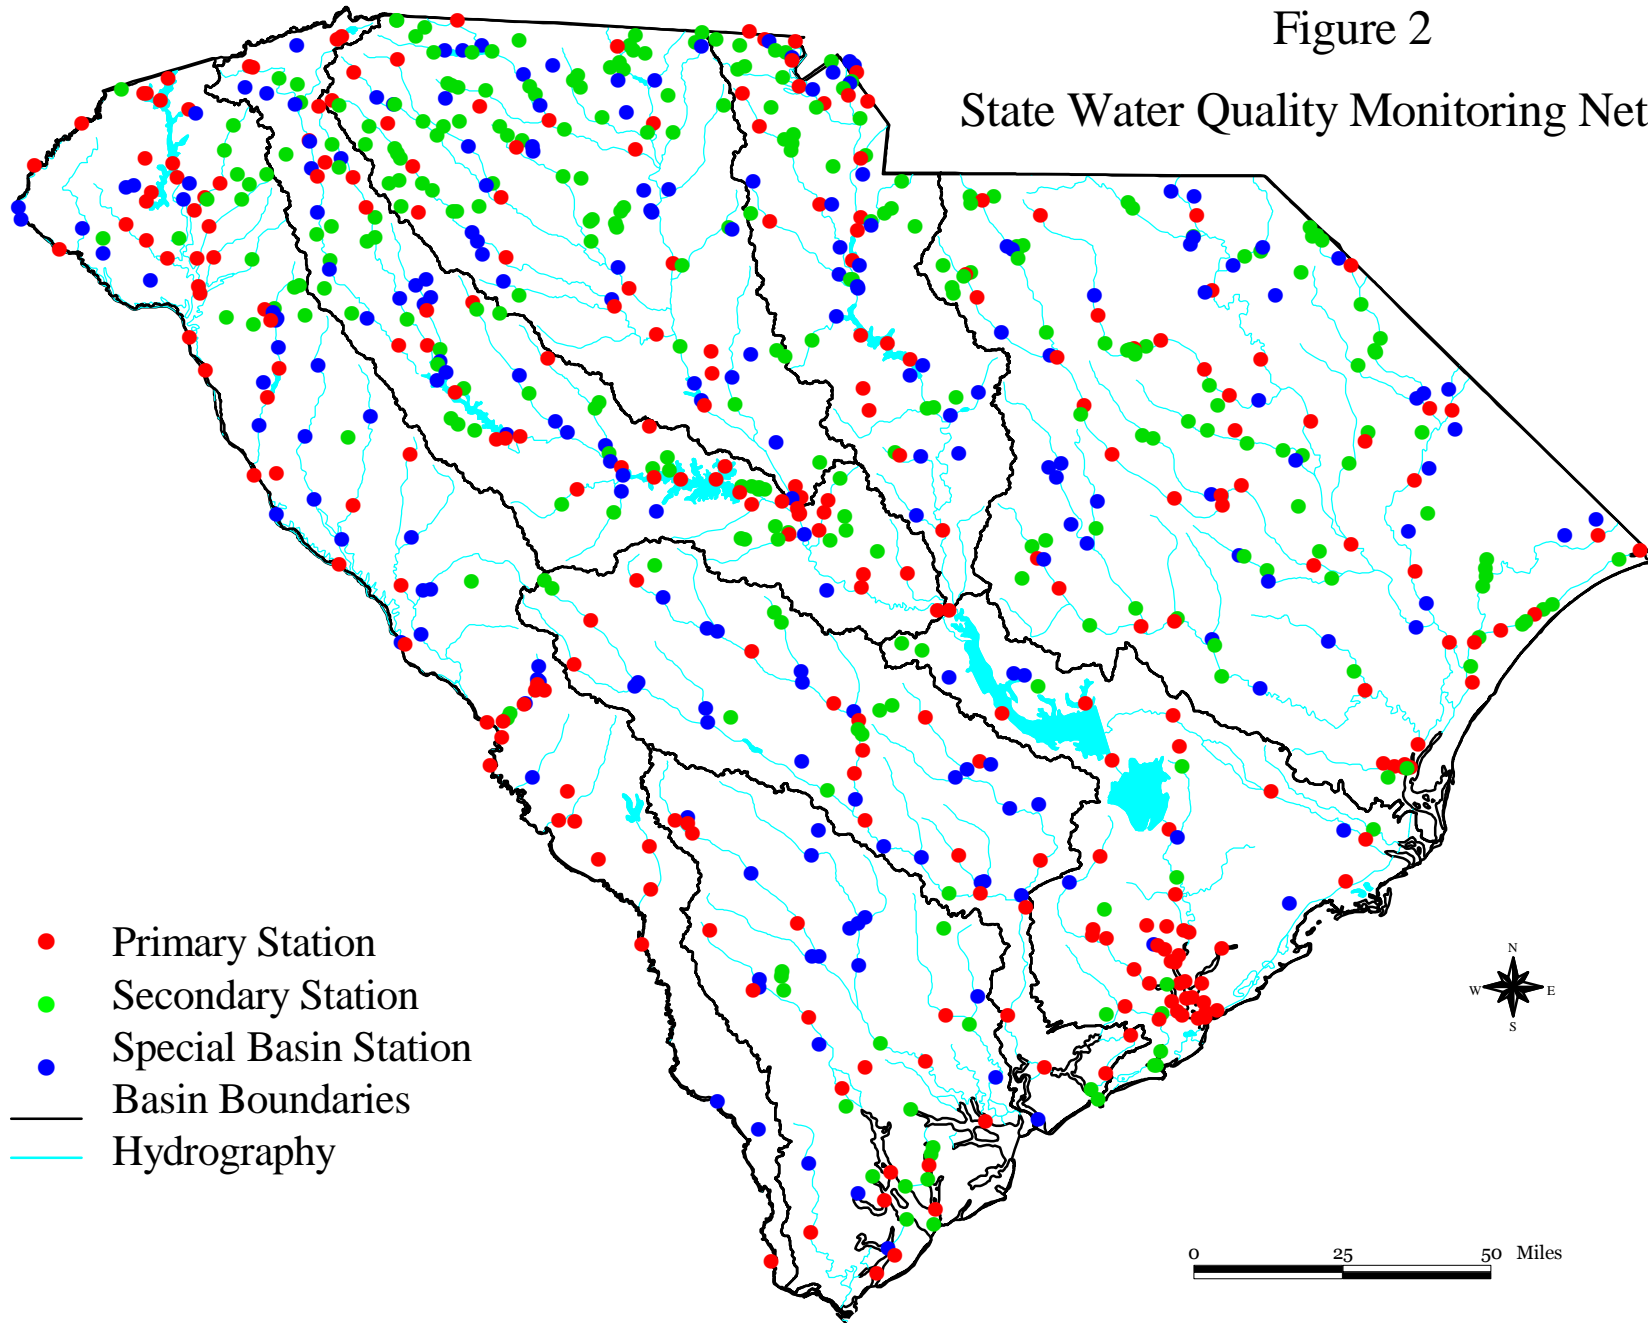 Figure 2
State Water Quality Monitoring Net
Primary Station
Secondary Station
Special Basin Station
Basin Boundaries
Hydrography
N
W E
S
0 25 50 Miles